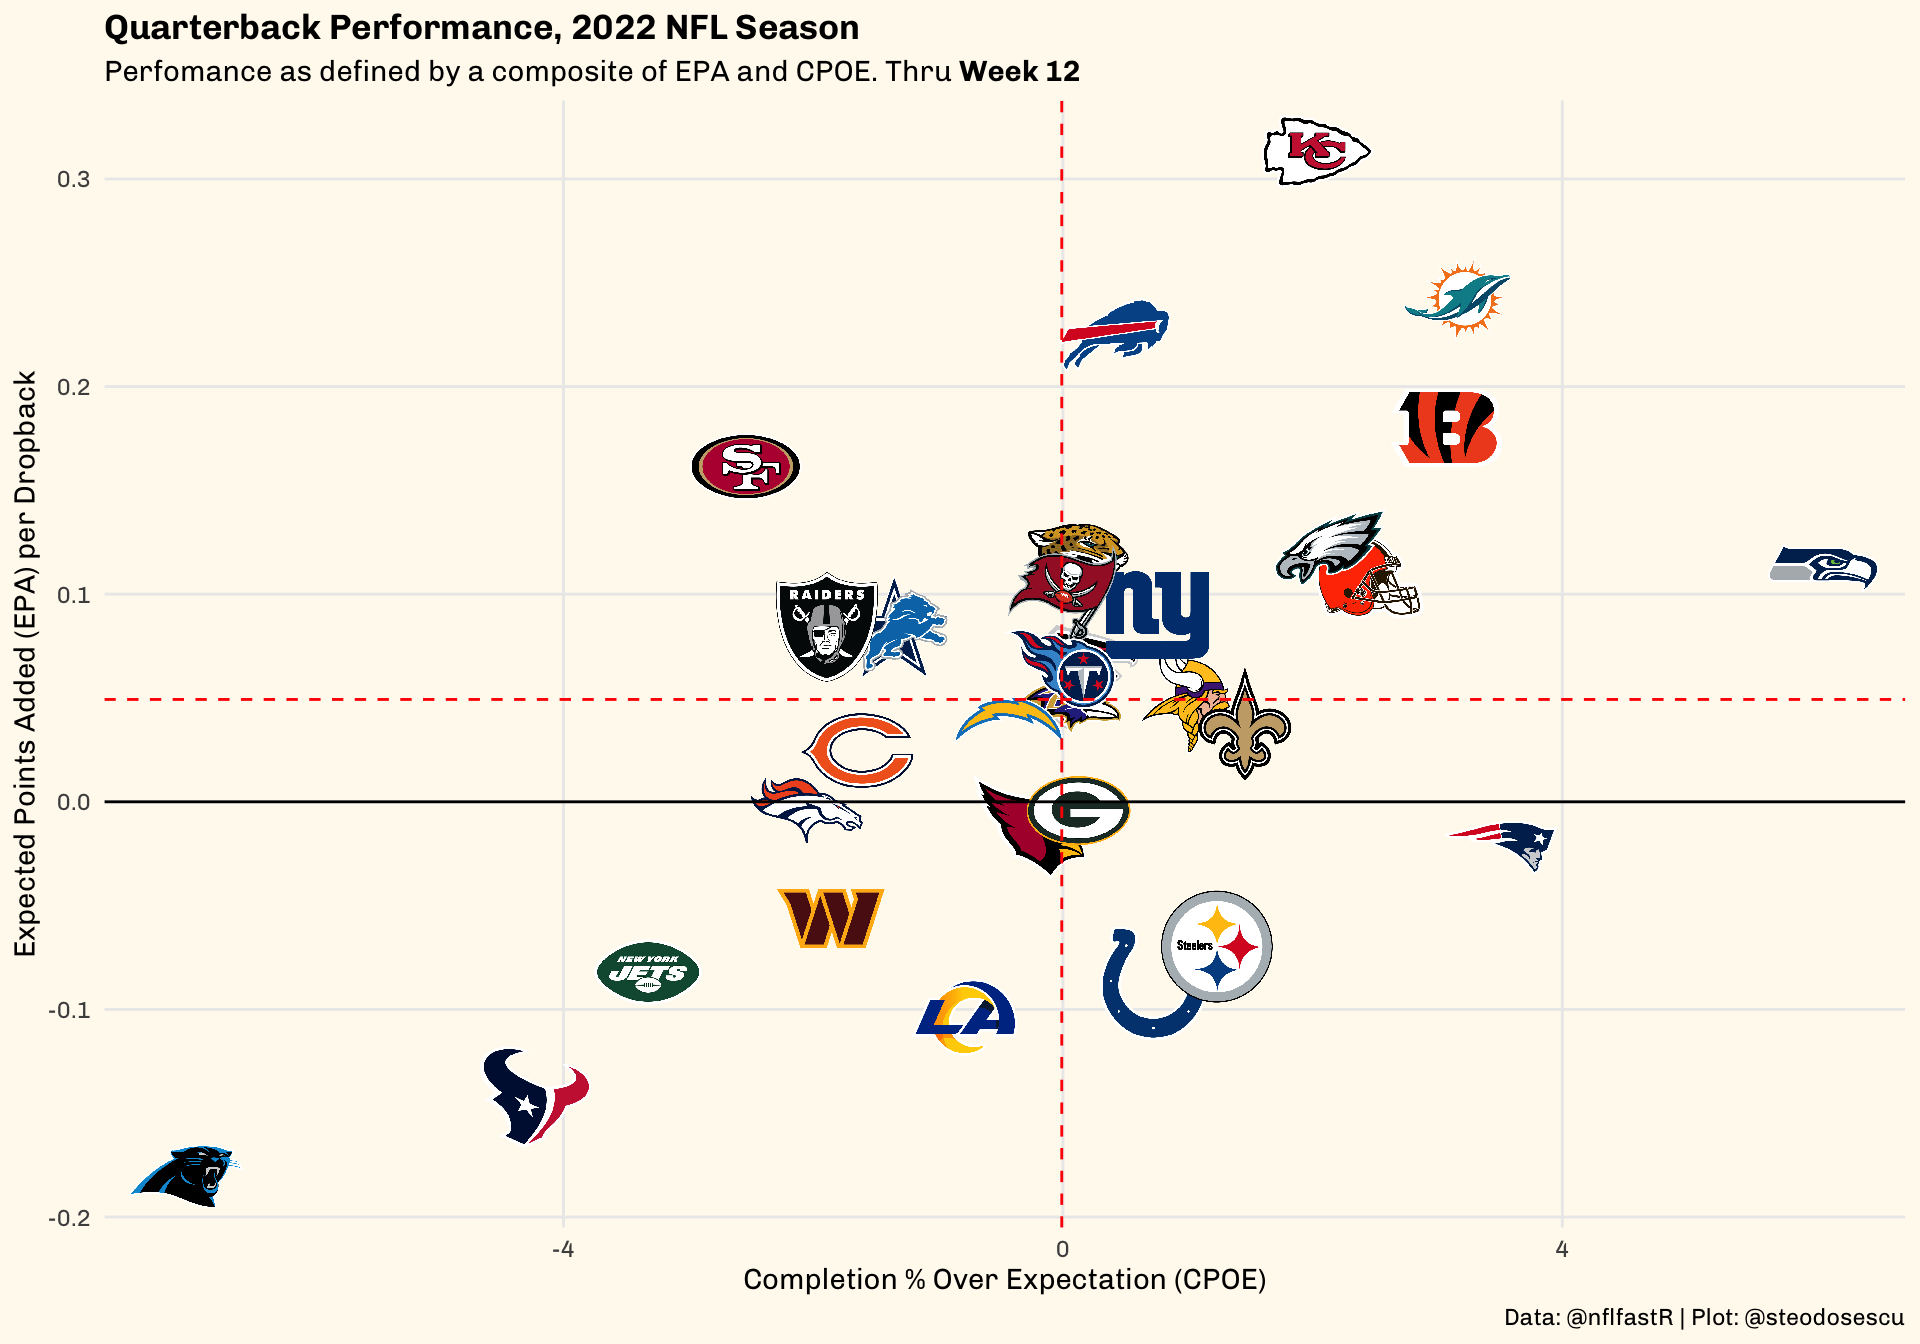 Quarterback Performance, 2022 NFL Season
Perfomance as defined by a composite of EPA and CPOE. Thru Week 12
Expected Points Added (EPA) per Dropback
0.3
0.2
0.1
0.0
-0.1
-0.2
KC
SF
RAIDERS
ny
T
G
W
Steelers
NEW YORK
JETS
LA
-4
0
4
Completion % Over Expectation (CPOE)
Data: @nflfastR | Plot: @steodosescu